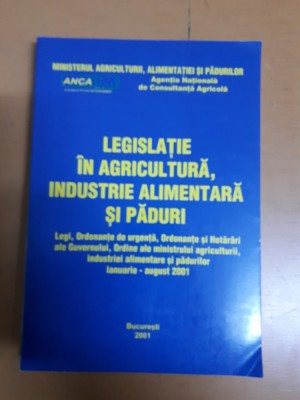 MINISTERUL AGRICULTURII, ALIMENTAŢIEI ŞI PĂDURILOR
ANCA
Agenţia Naţională
de Consultanţă Agricolă
LEGISLAŢIE
ÎN AGRICULTURĂ,
INDUSTRIE ALIMENTARĂ
ŞI PĂDURI
Legi, Ordonanţe de urgenţă, Ordonanţe şi Hotărâri
ale Guvernului, Ordine ale ministrului agriculturii,
industriei alimentare şi pădurilor
ianuarie - august 2001
Bucureşti
2001